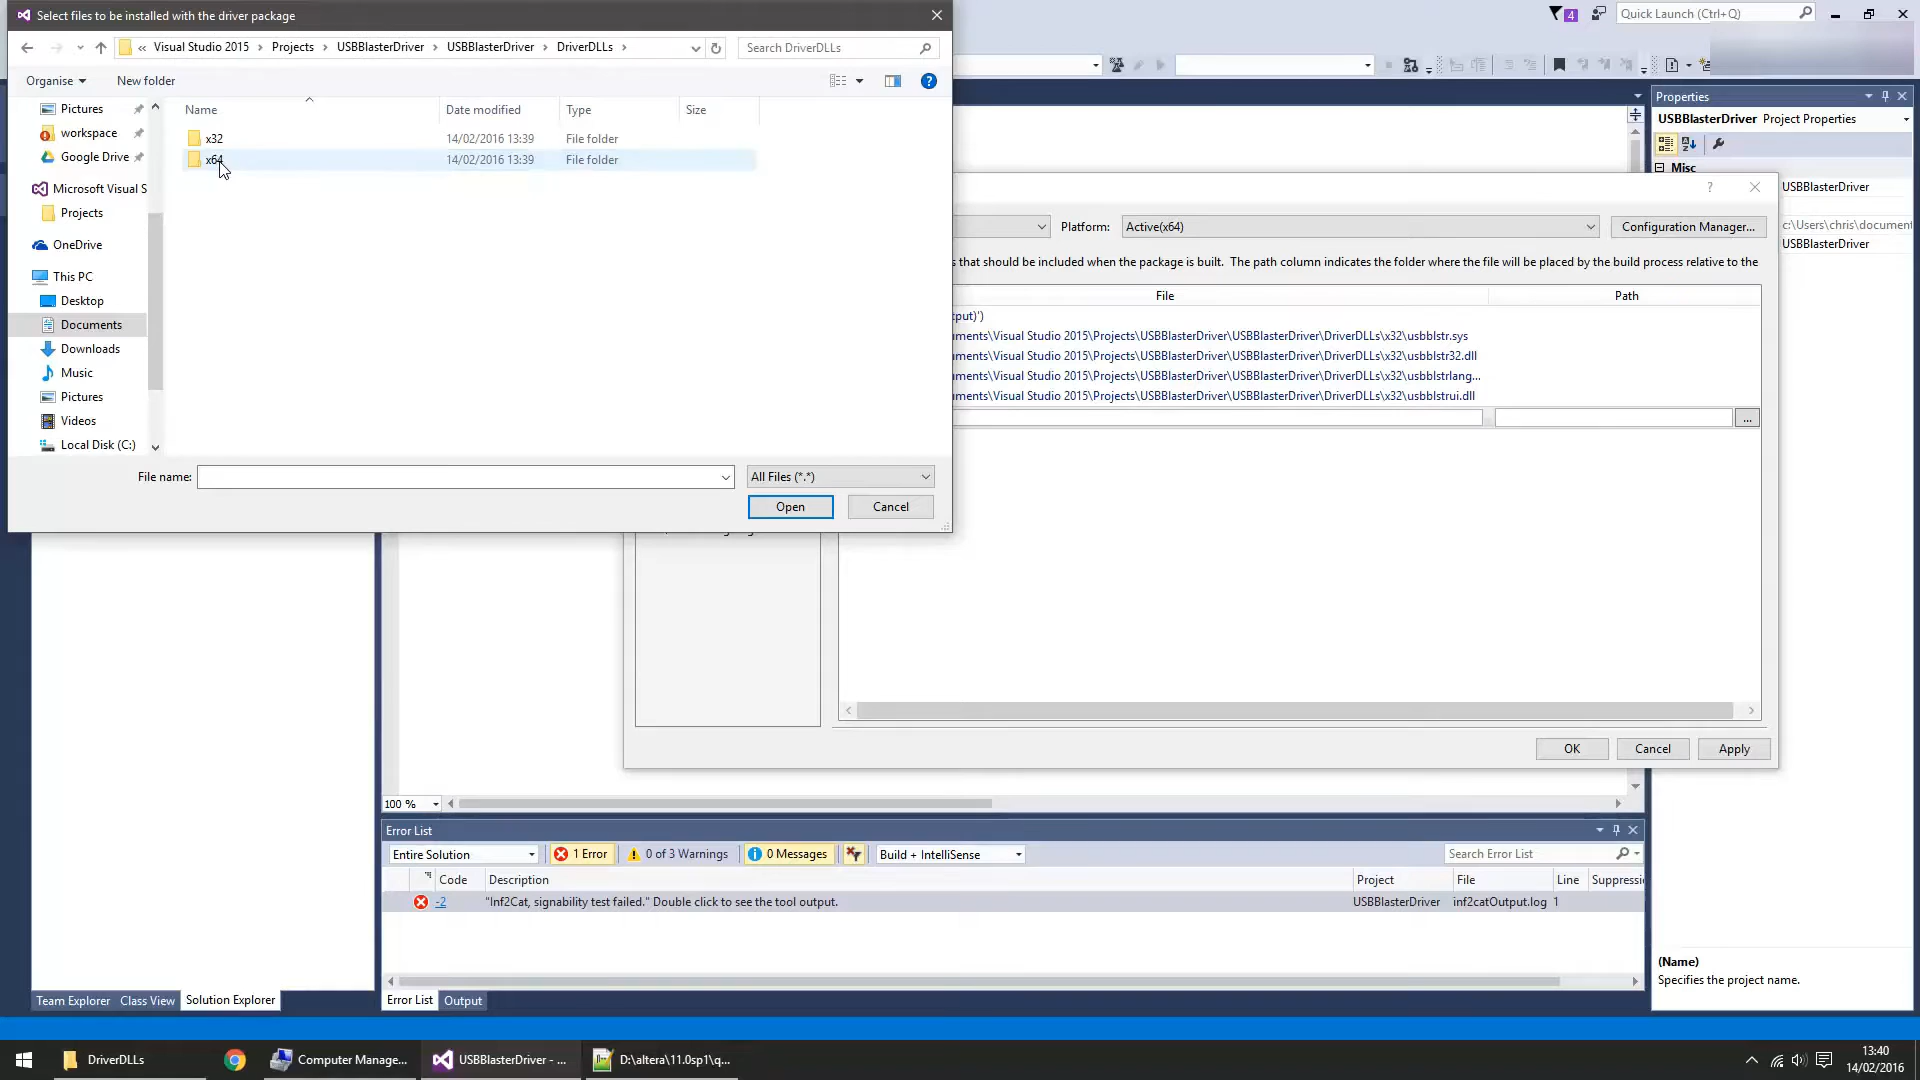 Select files to be installed with the driver package
Quick Launch (Ctrl+Q)
4
« Visual Studio 2015 > Projects > USBBlasterDriver > USBBlasterDriver > DriverDLLs >
Search DriverDLLs
Organise
New folder
Name
Date modified
Type
Size
x32
14/02/2016 13:39
File folder
x64
14/02/2016 13:39
File folder
Pictures
workspace
Google Drive
Microsoft Visual S
Projects
OneDrive
This PC
Desktop
Documents
Downloads
Music
Pictures
Videos
Local Disk (C:)
File name:
All Files (*.*)
Open
Cancel
Properties
USBBlasterDriver Project Properties
Misc
USBBlasterDriver
c:\Users\chris\document
USBBlasterDriver
?
Platform:
Active(x64)
Configuration Manager...
s that should be included when the package is built. The path column indicates the folder where the file will be placed by the build process relative to the
File
Path
tput)')
ments\Visual Studio 2015\Projects\USBBlasterDriver\USBBlasterDriver\DriverDLLs\x32\usbblstr.sys
ments\Visual Studio 2015\Projects\USBBlasterDriver\USBBlasterDriver\DriverDLLs\x32\usbblstr32.dll
ments\Visual Studio 2015\Projects\USBBlasterDriver\USBBlasterDriver\DriverDLLs\x32\usbblstrlang...
ments\Visual Studio 2015\Projects\USBBlasterDriver\USBBlasterDriver\DriverDLLs\x32\usbblstrui.dll
...
OK
Cancel
Apply
100 %
Error List
Entire Solution
1 Error
0 of 3 Warnings
0 Messages
Build + IntelliSense
Search Error List
Code
Description
Project
File
Line
Suppressi
-2
"Inf2Cat, signability test failed." Double click to see the tool output.
USBBlasterDriver
inf2catOutput.log
1
(Name)
Specifies the project name.
Team Explorer
Class View
Solution Explorer
Error List
Output
DriverDLLs
Computer Manage...
USBBlasterDriver - ...
D:\altera\11.0sp1\q...
13:40
14/02/2016